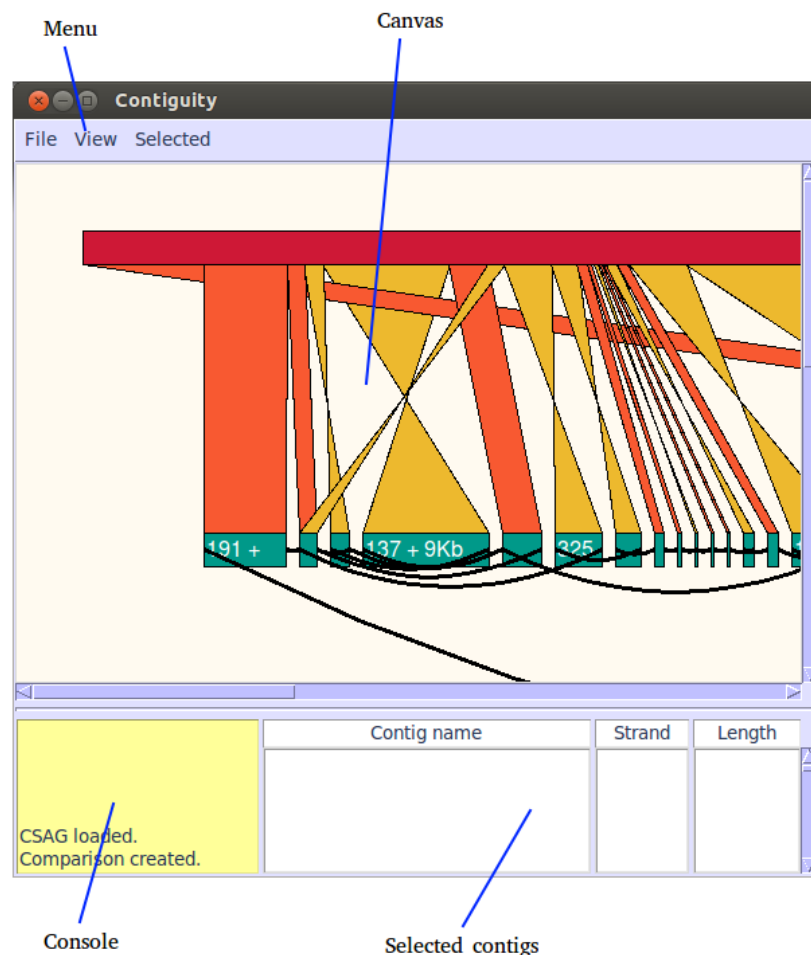 Menu
Canvas
Contiguity
File View Selected
191 +
137 + 9Kb
325
Contig name Strand Length
CSAG loaded.
Comparison created.
Console
Selected contigs